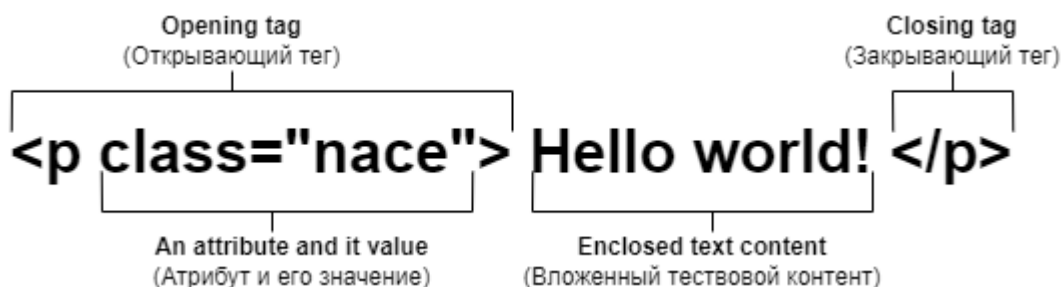 Opening tag
(Открывающий тег)
Closing tag
(Закрывающий тег)
<p class="nace"> Hello world! </p>
An attribute and it value
(Атрибут и его значение)
Enclosed text content
(Вложенный тествовой контент)